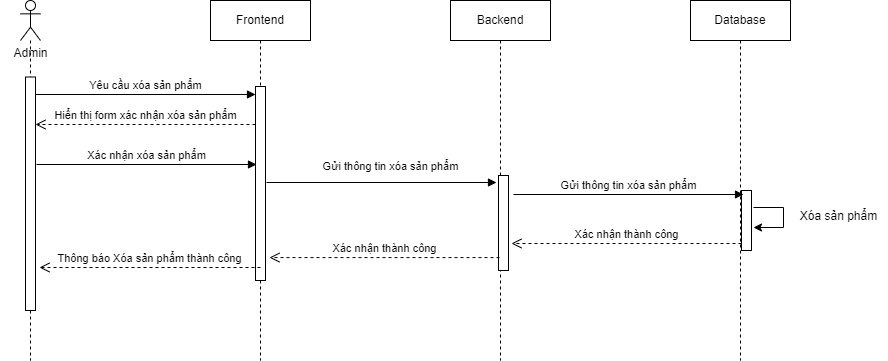 Frontend
Backend
Database
Admin
Yêu cầu xóa sản phẩm
Hiển thị form xác nhận xóa sản phẩm
Xác nhận xóa sản phẩm
Gửi thông tin xóa sản phẩm
Gửi thông tin xóa sản phẩm
Xóa sản phẩm
Xác nhận thành công
Xác nhận thành công
Thông báo Xóa sản phẩm thành công